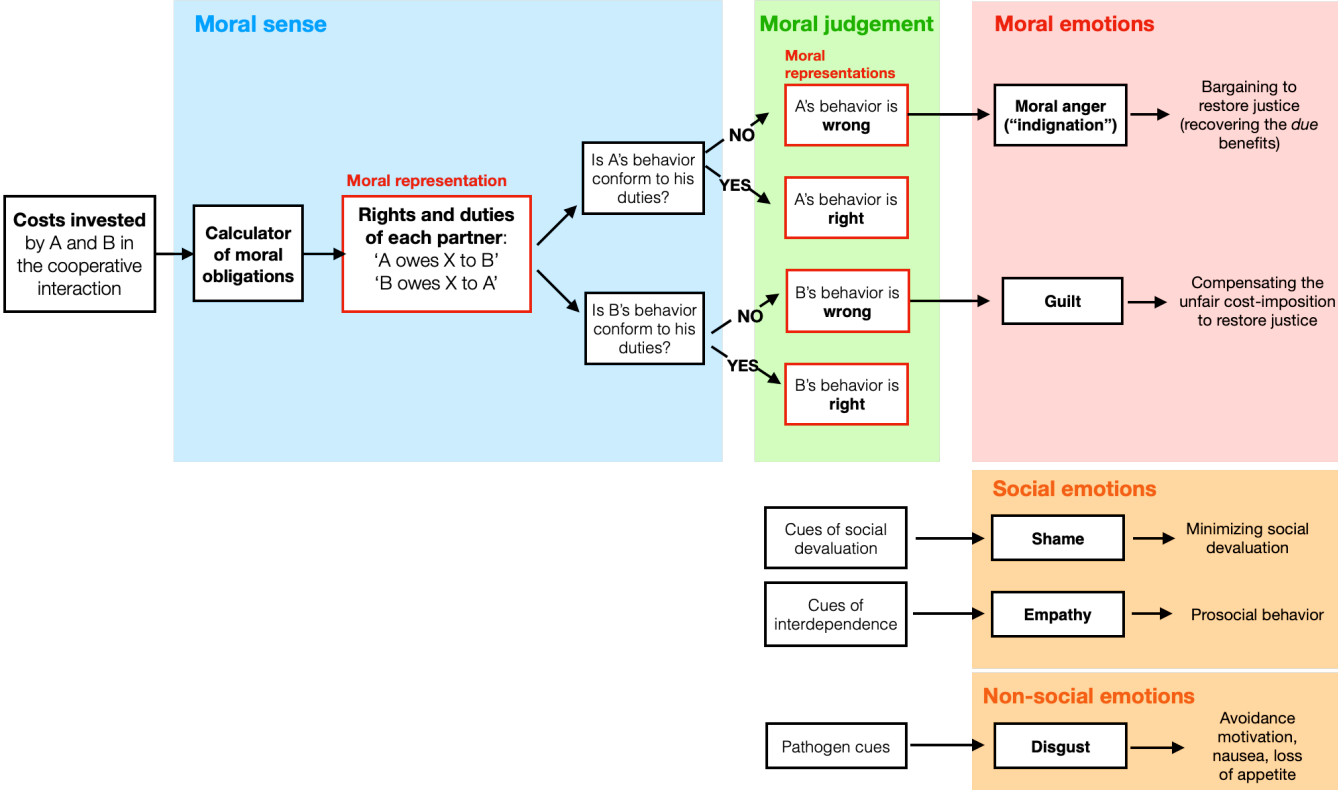 Moral sense
Moral judgement
Moral emotions
Costs invested
by A and B in
the cooperative
interaction
Calculator
of moral
obligations
Moral representation
Rights and duties
of each partner:
‘A owes X to B’
‘B owes X to A’
Is A’s behavior
conform to his
duties?
NO
YES
Is B’s behavior
conform to his
duties?
NO
YES
Moral
representations
A’s behavior is
wrong
A’s behavior is
right
B’s behavior is
wrong
B’s behavior is
right
Moral anger
(“indignation”)
Bargaining to
restore justice
(recovering the due
benefits)
Guilt
Compensating the
unfair cost-imposition
to restore justice
Social emotions
Cues of social
devaluation
Shame
Minimizing social
devaluation
Cues of
interdependence
Empathy
Prosocial behavior
Non-social emotions
Pathogen cues
Disgust
Avoidance
motivation,
nausea, loss
of appetite